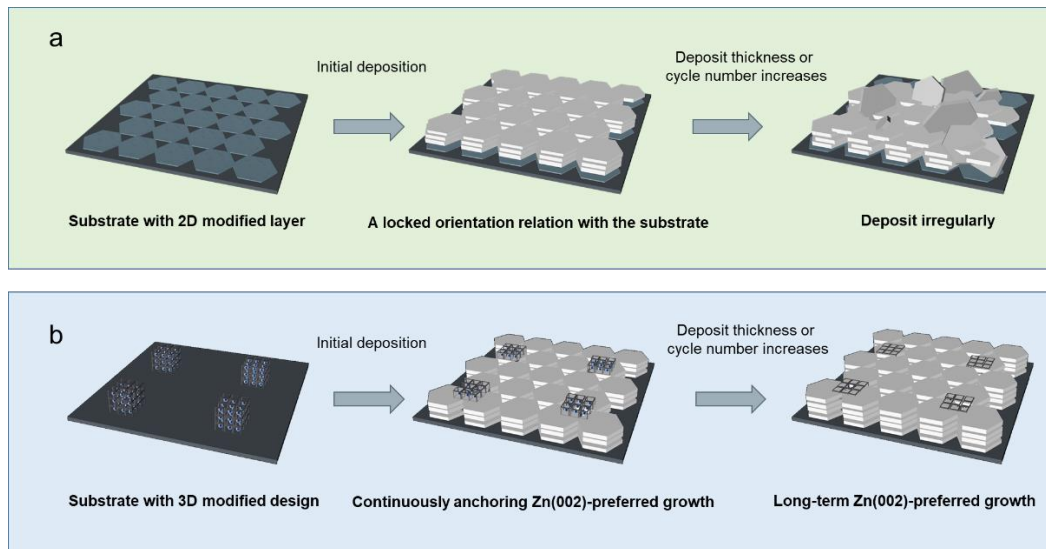 a
Initial deposition
Deposit thickness or
cycle number increases
Substrate with 2D modified layer
A locked orientation relation with the substrate
Deposit irregularly
b
Initial deposition
Deposit thickness or
cycle number increases
Substrate with 3D modified design
Continuously anchoring Zn(002)-preferred growth
Long-term Zn(002)-preferred growth